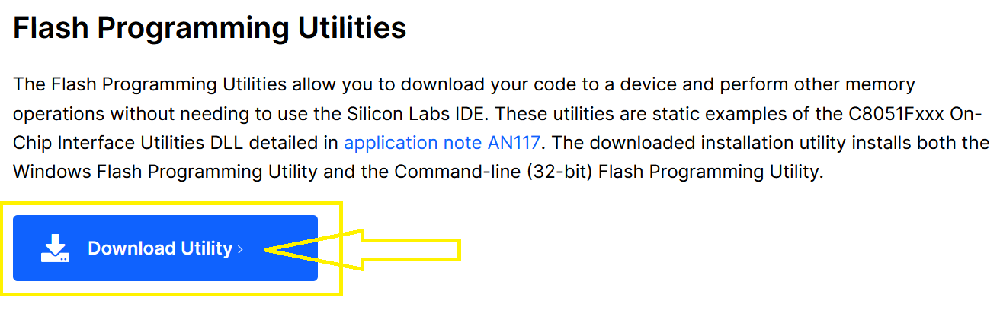 Flash Programming Utilities
The Flash Programming Utilities allow you to download your code to a device and perform other memory
operations without needing to use the Silicon Labs IDE. These utilities are static examples of the C8051Fxxx On-
Chip Interface Utilities DLL detailed in application note AN117. The downloaded installation utility installs both the
Windows Flash Programming Utility and the Command-line (32-bit) Flash Programming Utility.
Download Utility ›